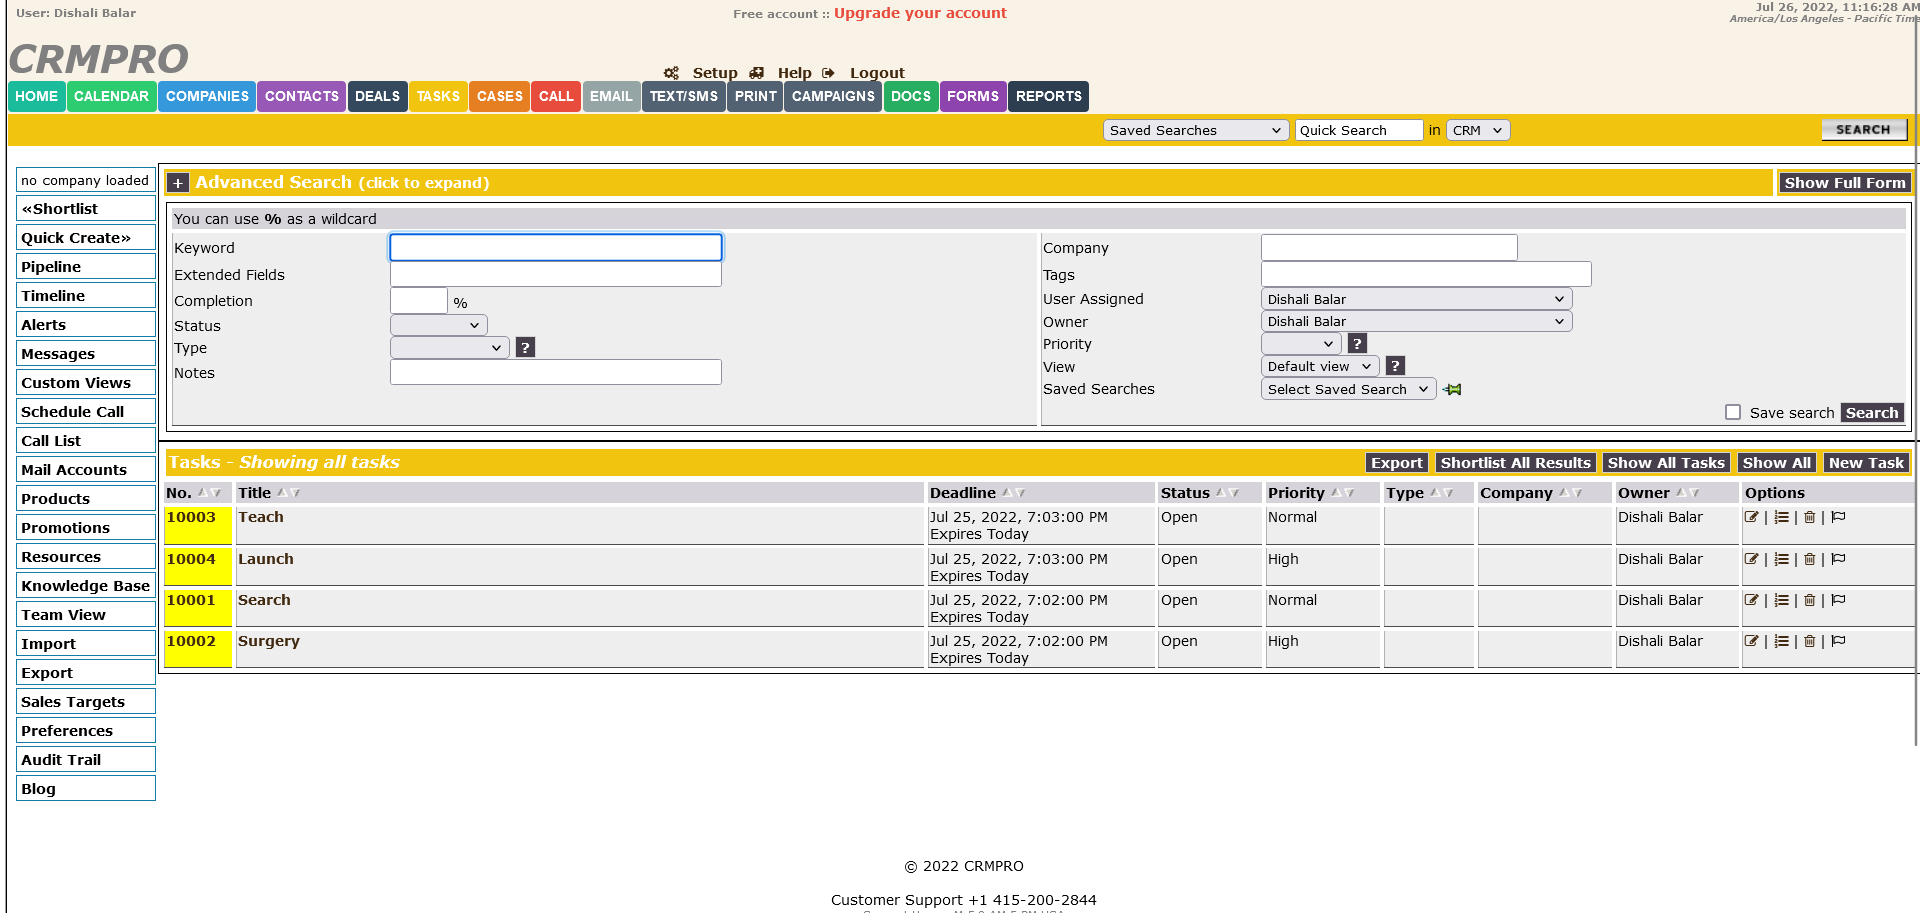 User: Dishali Balar
Free account :: Upgrade your account
Jul 26, 2022, 11:16:28 AM
America/Los Angeles - Pacific Time
CRMPRO
Setup Help Logout
HOME CALENDAR COMPANIES CONTACTS DEALS TASKS CASES CALL EMAIL TEXT/SMS PRINT CAMPAIGNS DOCS FORMS REPORTS
Saved Searches Quick Search in CRM SEARCH
no company loaded
«Shortlist
Quick Create»
Pipeline
Timeline
Alerts
Messages
Custom Views
Schedule Call
Call List
Mail Accounts
Products
Promotions
Resources
Knowledge Base
Team View
Import
Export
Sales Targets
Preferences
Audit Trail
Blog
+ Advanced Search (click to expand) Show Full Form
You can use % as a wildcard
Keyword
Extended Fields
Completion %
Status
Type ?
Notes
Company
Tags
User Assigned Dishali Balar
Owner Dishali Balar
Priority ?
View Default view ?
Saved Searches Select Saved Search
Save search Search
Tasks - Showing all tasks Export Shortlist All Results Show All Tasks Show All New Task
No. Title Deadline Status Priority Type Company Owner Options
10003 Teach Jul 25, 2022, 7:03:00 PM Open Normal Dishali Balar | | |
Expires Today
10004 Launch Jul 25, 2022, 7:03:00 PM Open High Dishali Balar | | |
Expires Today
10001 Search Jul 25, 2022, 7:02:00 PM Open Normal Dishali Balar | | |
Expires Today
10002 Surgery Jul 25, 2022, 7:02:00 PM Open High Dishali Balar | | |
Expires Today
© 2022 CRMPRO
Customer Support +1 415-200-2844